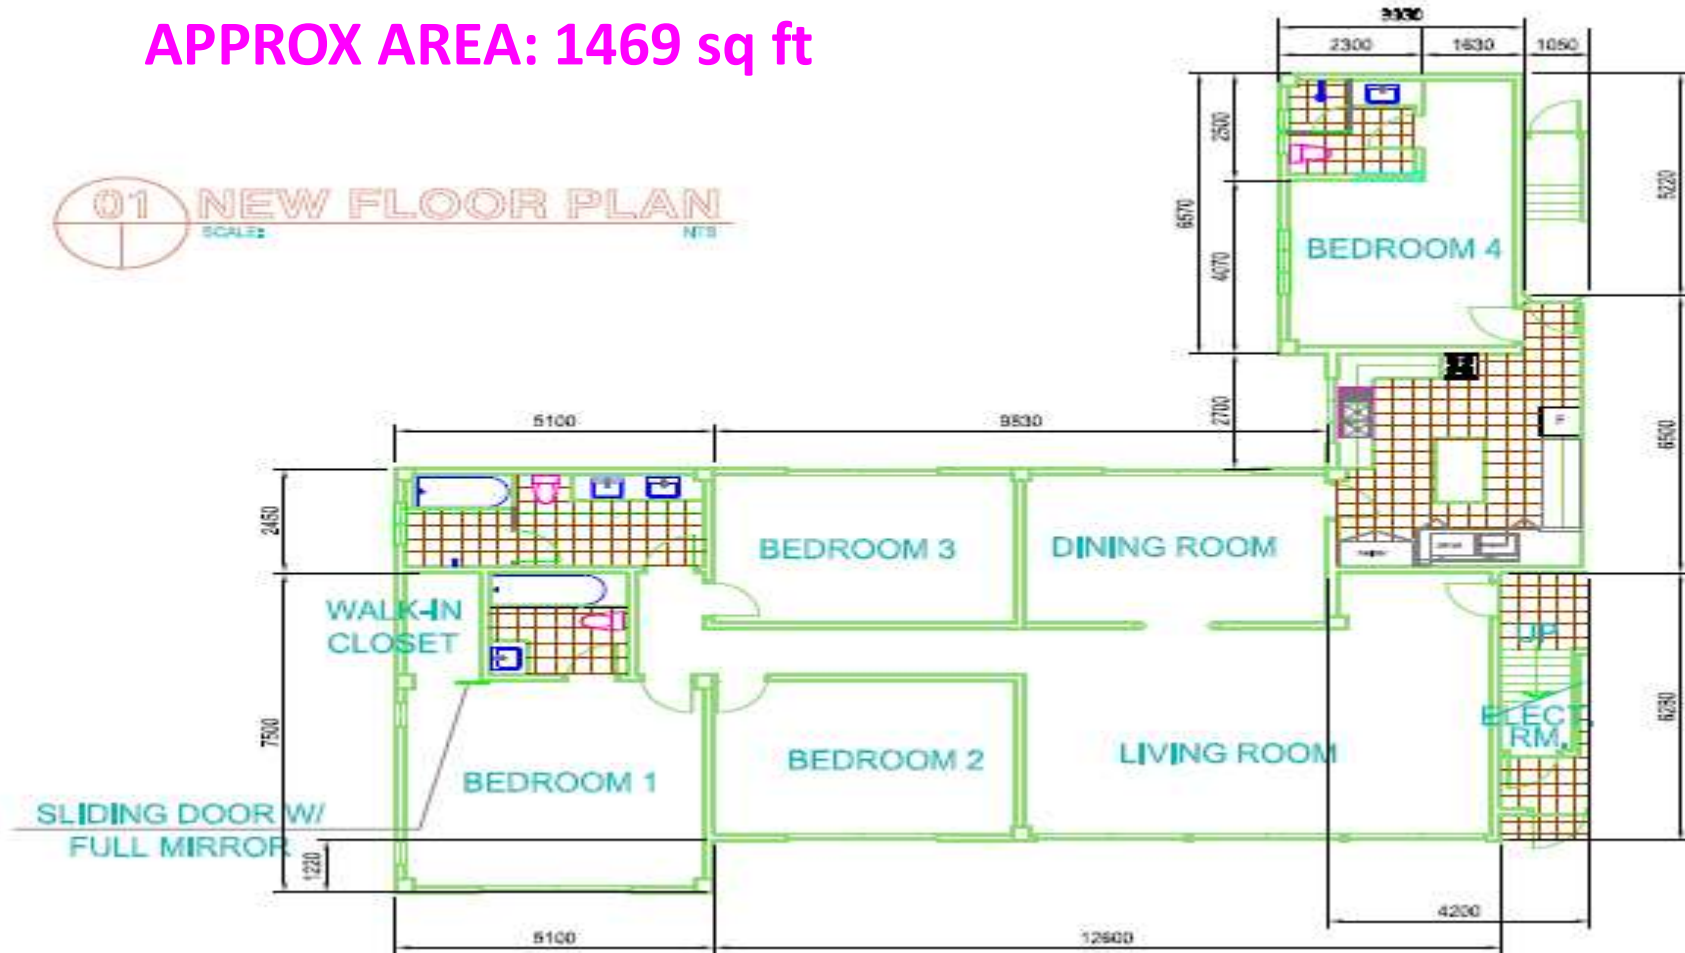 APPROX AREA: 1469 sq ft
01 NEW FLOOR PLAN
SCALE:
NTS
2300
1630
1050
2500
6570
4070
5220
BEDROOM 4
2700
6500
5100
9830
2450
BEDROOM 3
DINING ROOM
WALK-IN
CLOSET
UP
7500
6280
ELECT.
RM.
BEDROOM 1
BEDROOM 2
LIVING ROOM
SLIDING DOOR W/
FULL MIRROR
1220
4200
5100
12600